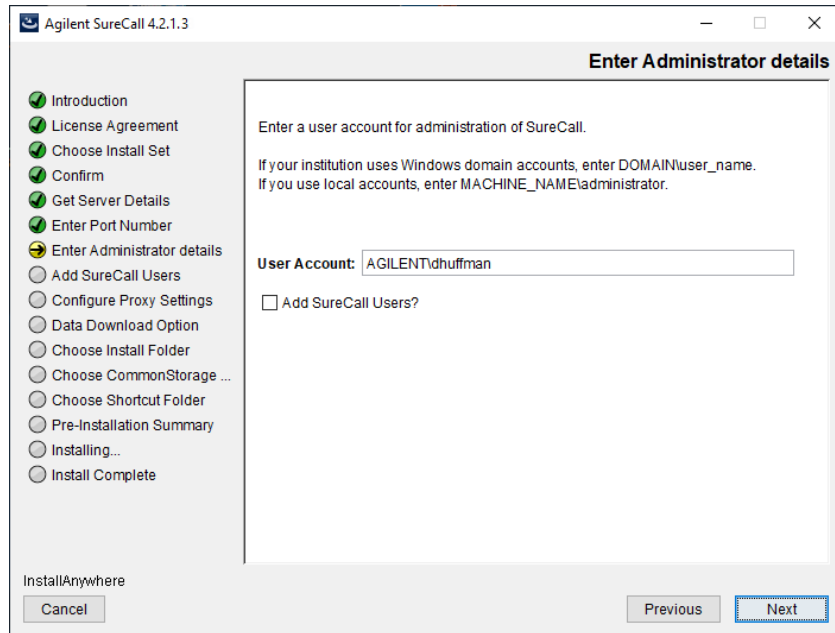 Agilent SureCall 4.2.1.3
Enter Administrator details
Introduction
License Agreement
Choose Install Set
Confirm
Get Server Details
Enter Port Number
Enter Administrator details
Add SureCall Users
Configure Proxy Settings
Data Download Option
Choose Install Folder
Choose CommonStorage ...
Choose Shortcut Folder
Pre-Installation Summary
Installing...
Install Complete
Enter a user account for administration of SureCall.
If your institution uses Windows domain accounts, enter DOMAIN\user_name.
If you use local accounts, enter MACHINE_NAME\administrator.
User Account: AGILENT\dhuffman
Add SureCall Users?
InstallAnywhere
Cancel Previous Next